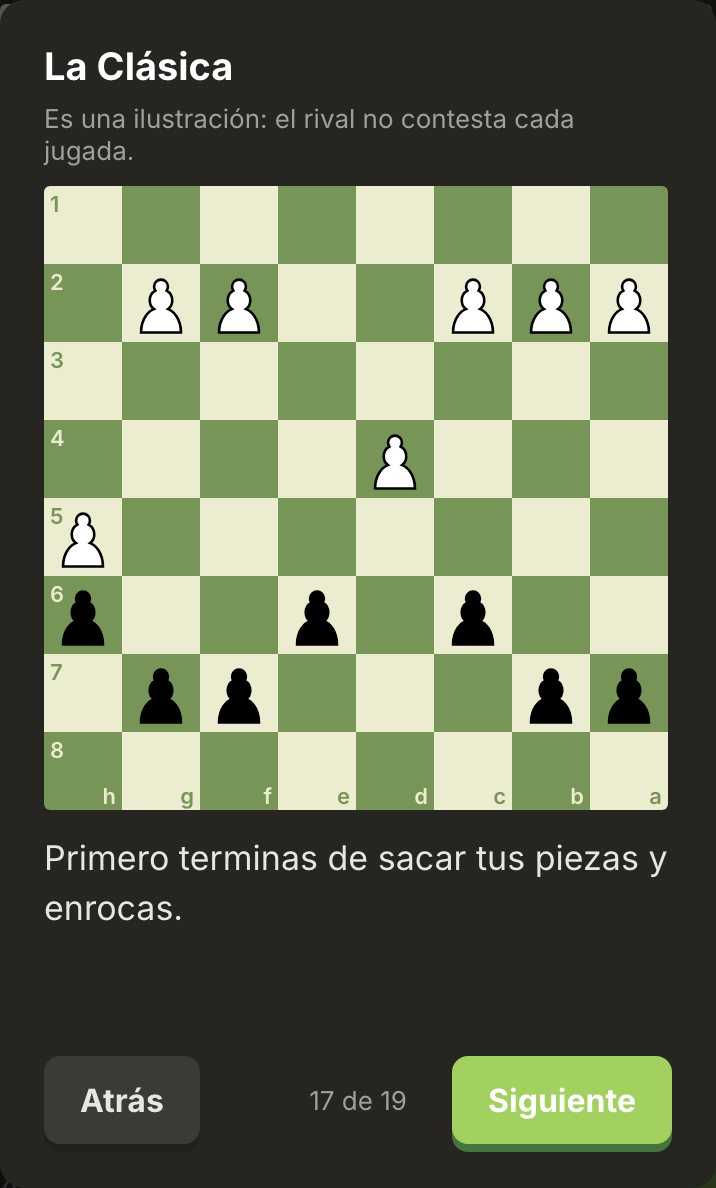 La Clásica
Es una ilustración: el rival no contesta cada
jugada.
1
2
3
4
5
6
7
8
h g f e d c b a
Primero terminas de sacar tus piezas y
enrocas.
Atrás 17 de 19 Siguiente